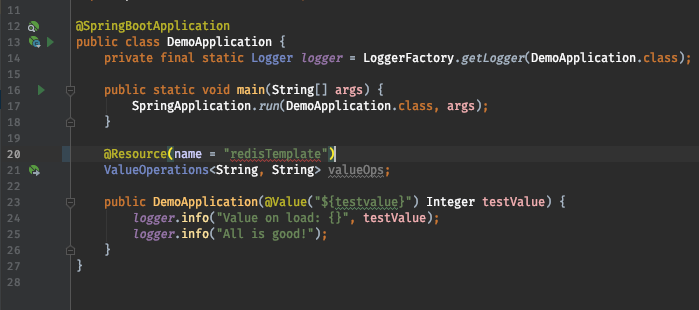 11
12 @SpringBootApplication
13 public class DemoApplication {
14     private final static Logger logger = LoggerFactory.getLogger(DemoApplication.class);
15
16     public static void main(String[] args) {
17         SpringApplication.run(DemoApplication.class, args);
18     }
19
20     @Resource(name = "redisTemplate")
21     ValueOperations<String, String> valueOps;
22
23     public DemoApplication(@Value("${testvalue}") Integer testValue) {
24         logger.info("Value on load: {}", testValue);
25         logger.info("All is good!");
26     }
27 }
28